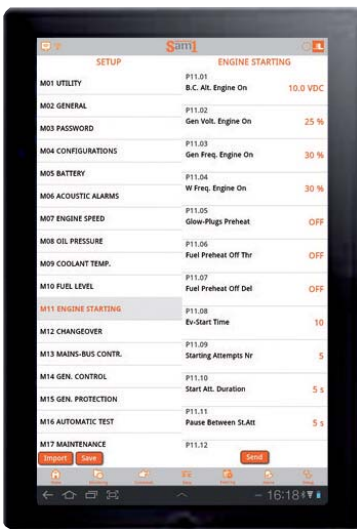 Sam1
SETUP
ENGINE STARTING
M01 UTILITY
M02 GENERAL
M03 PASSWORD
M04 CONFIGURATIONS
M05 BATTERY
M06 ACOUSTIC ALARMS
M07 ENGINE SPEED
M08 OIL PRESSURE
M09 COOLANT TEMP.
M10 FUEL LEVEL
M11 ENGINE STARTING
M12 CHANGEOVER
M13 MAINS-BUS CONTR.
M14 GEN. CONTROL
M15 GEN. PROTECTION
M16 AUTOMATIC TEST
M17 MAINTENANCE
P11.01
B.C. Alt. Engine On 10.0 VDC
P11.02
Gen Volt. Engine On 25 %
P11.03
Gen Freq. Engine On 30 %
P11.04
W Freq. Engine On 30 %
P11.05
Glow-Plugs Preheat OFF
P11.06
Fuel Preheat Off Thr OFF
P11.07
Fuel Preheat Off Del OFF
P11.08
Ev-Start Time 10
P11.09
Starting Attempts Nr 5
P11.10
Start Att. Duration 5 s
P11.11
Pause Between St.Att 5 s
P11.12
Import Save Send
16:18